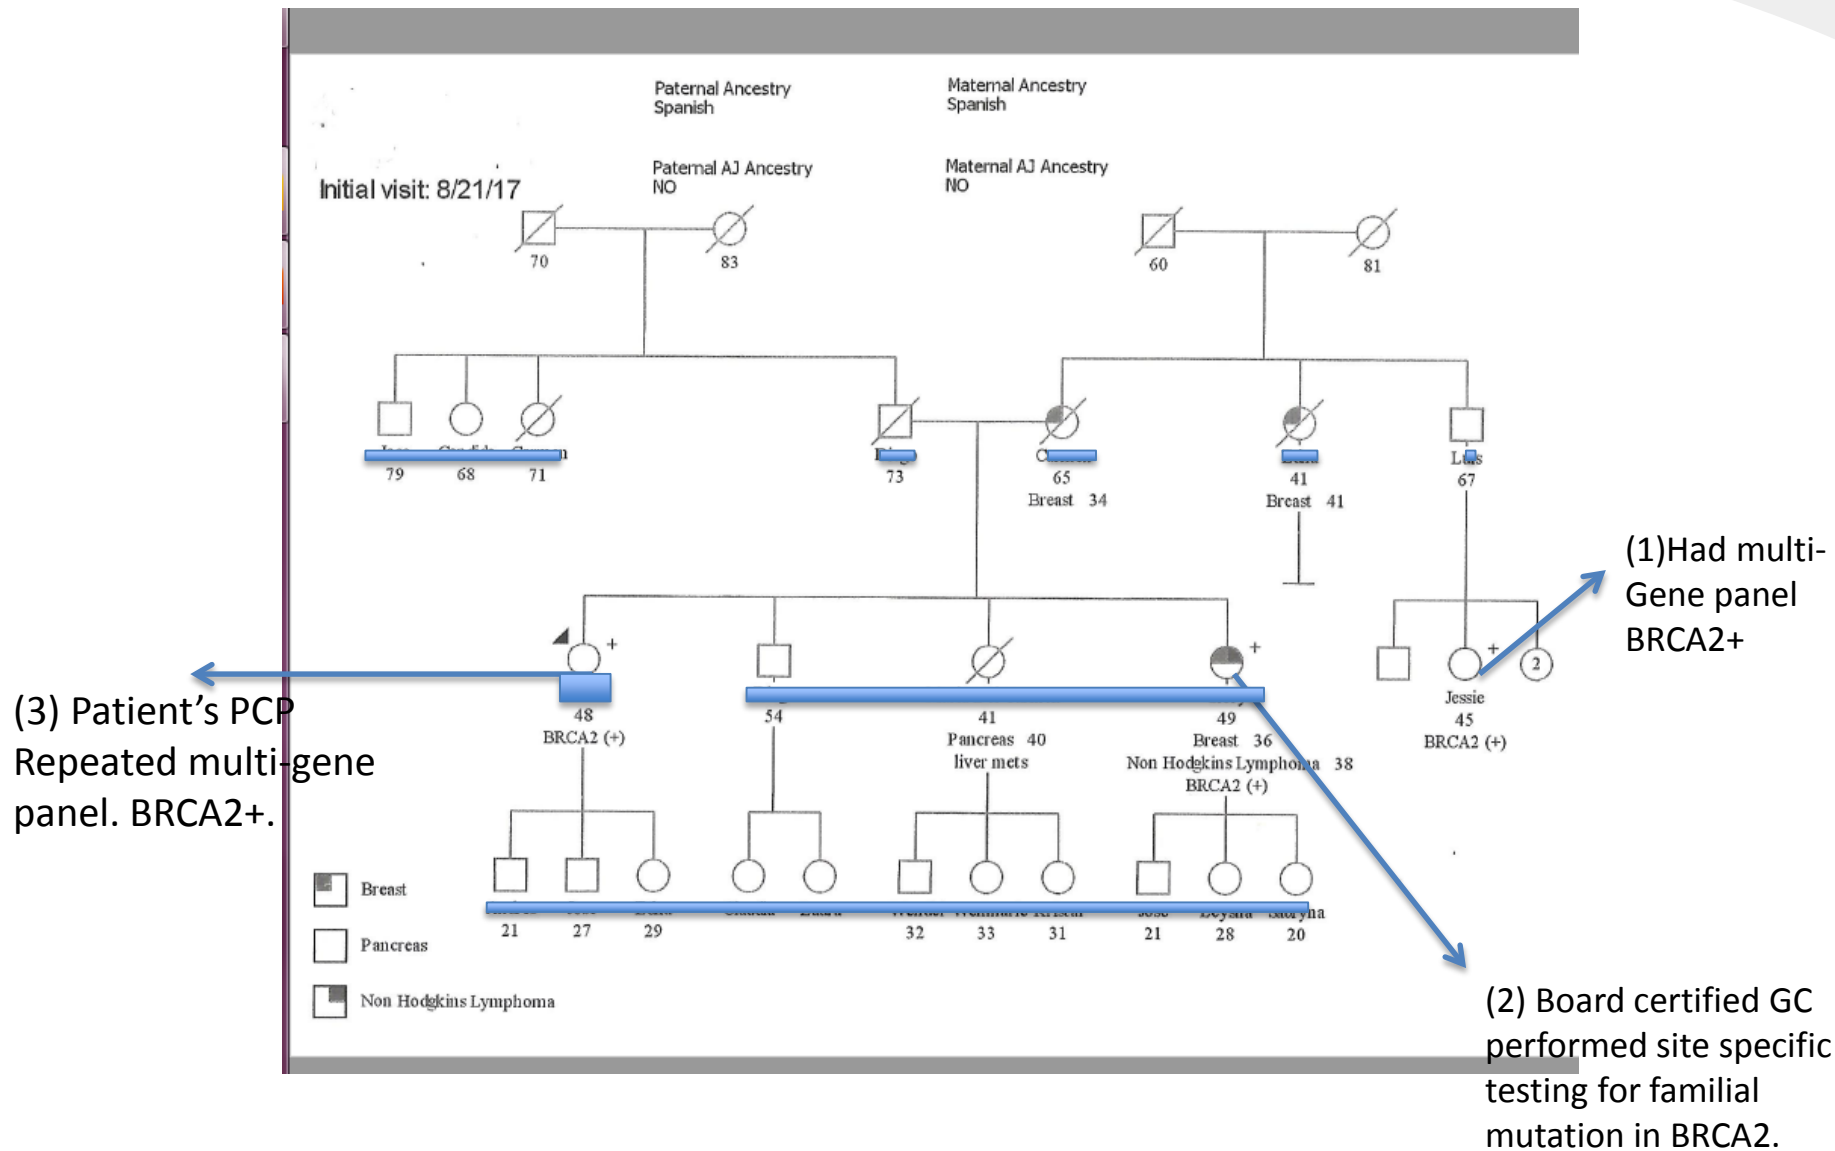 Paternal Ancestry
Spanish
Maternal Ancestry
Spanish
Paternal AJ Ancestry
NO
Maternal AJ Ancestry
NO
Initial visit: 8/21/17
70
83
60
81
79
68
71
73
65
Breast 34
41
Breast 41
67
(1)Had multi-
Gene panel
BRCA2+
+
+
+
2
48
BRCA2 (+)
54
41
Pancreas 40
liver mets
49
Breast 36
Non Hodgkins Lymphoma 38
BRCA2 (+)
Jessie
45
BRCA2 (+)
(3) Patient’s PCP
Repeated multi-gene
panel. BRCA2+.
21
27
29
32
33
31
21
28
20
Breast
Pancreas
Non Hodgkins Lymphoma
(2) Board certified GC
performed site specific
testing for familial
mutation in BRCA2.